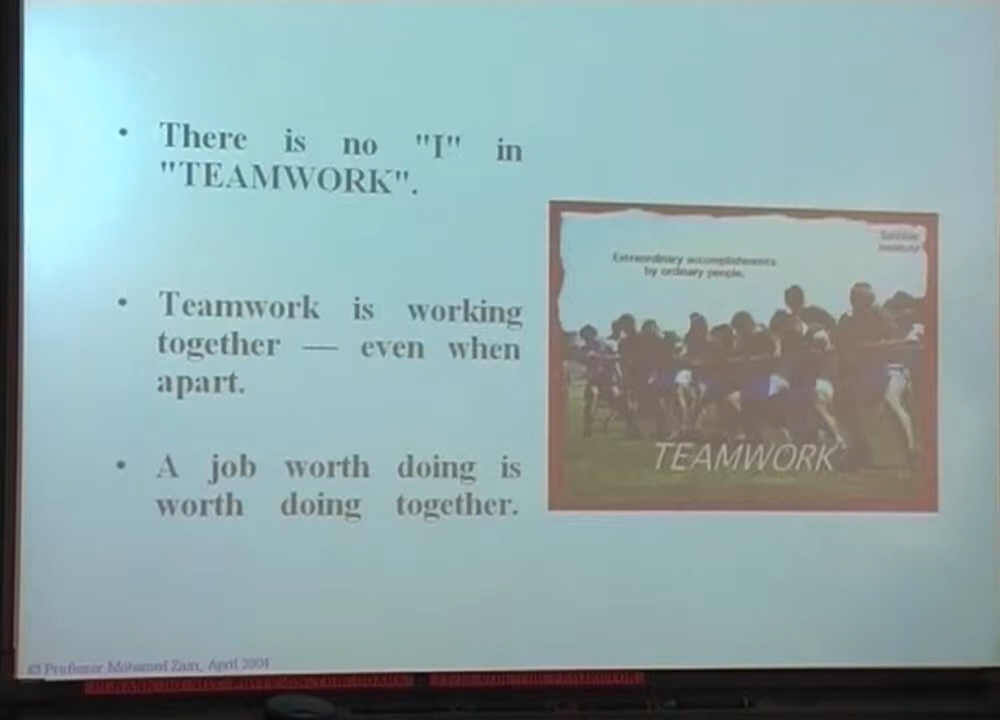 • There is no "I" in
"TEAMWORK".
• Teamwork is working
together — even when
apart.
• A job worth doing is
worth doing together.
Extraordinary accomplishments
by ordinary people.
TEAMWORK
© Professor Mohamed Zairi, April 2004